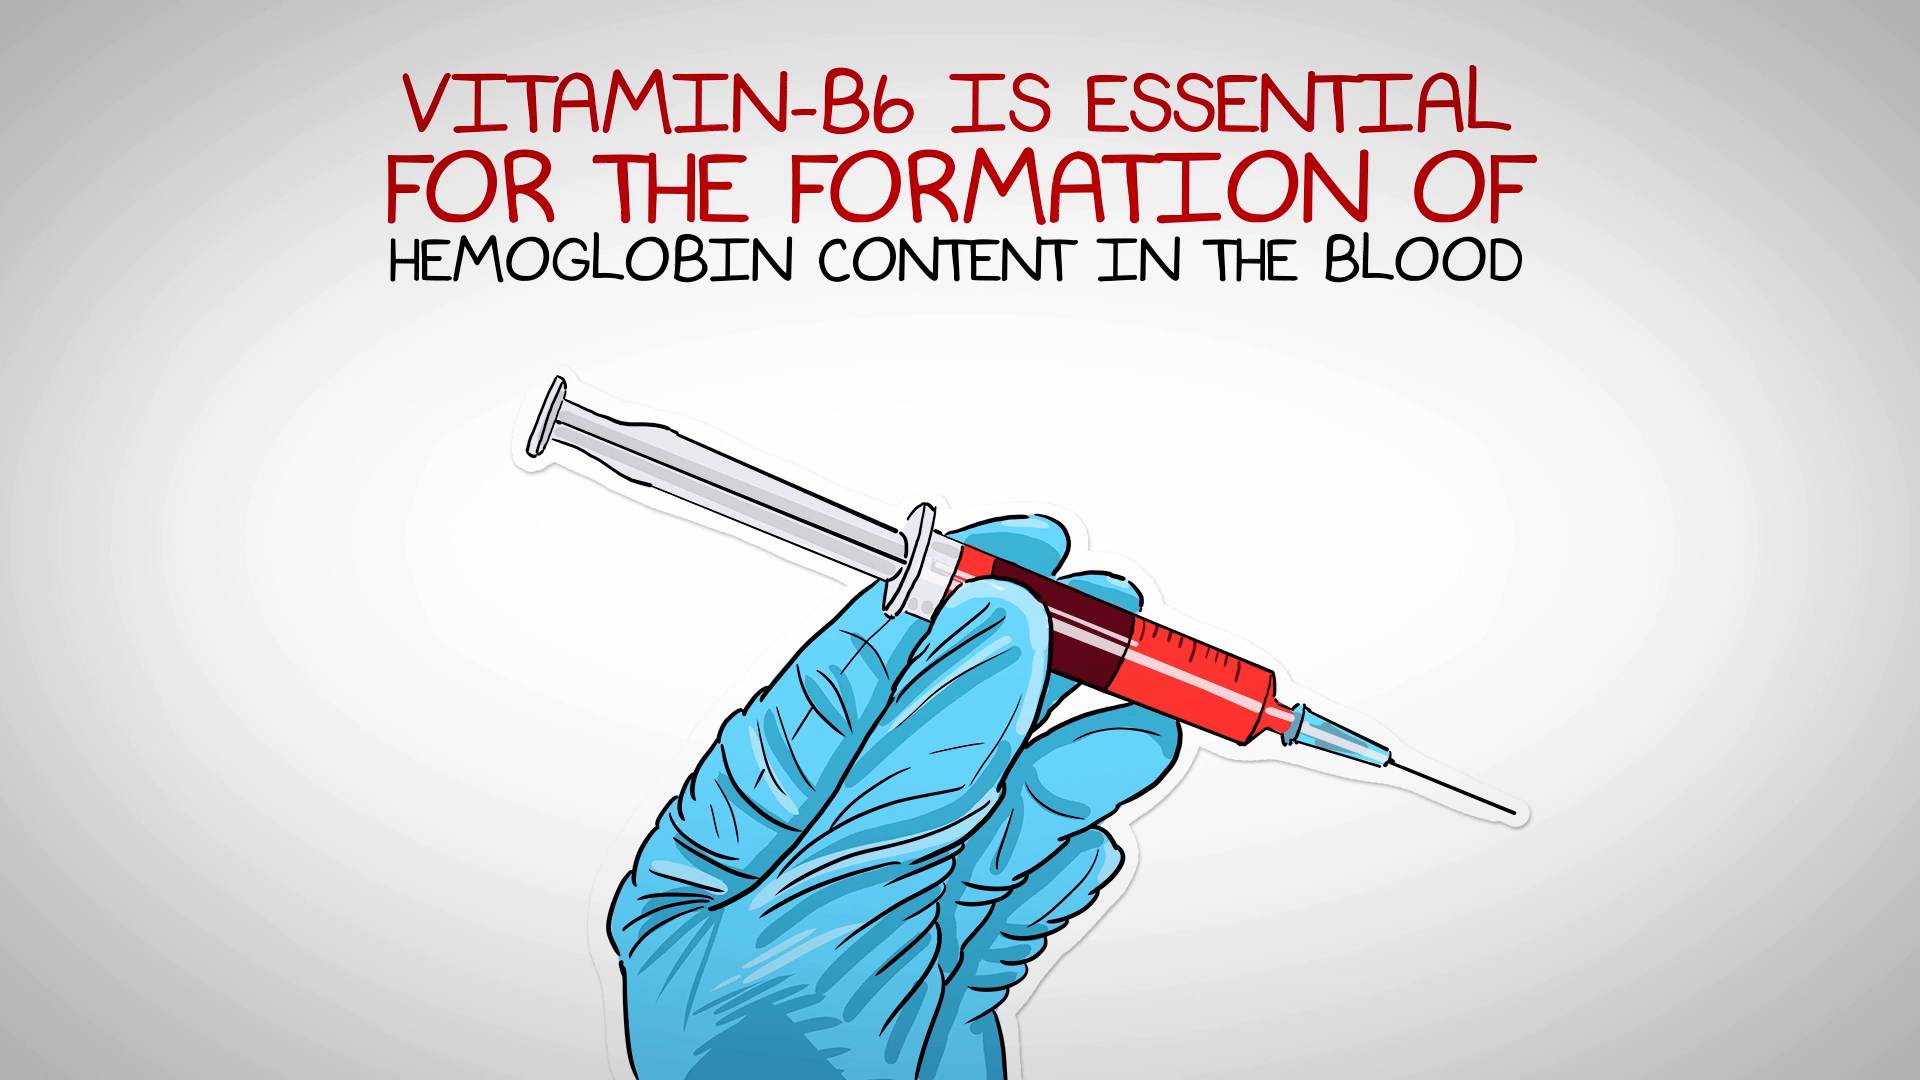 VITAMIN-B6 IS ESSENTIAL
FOR THE FORMATION OF
HEMOGLOBIN CONTENT IN THE BLOOD